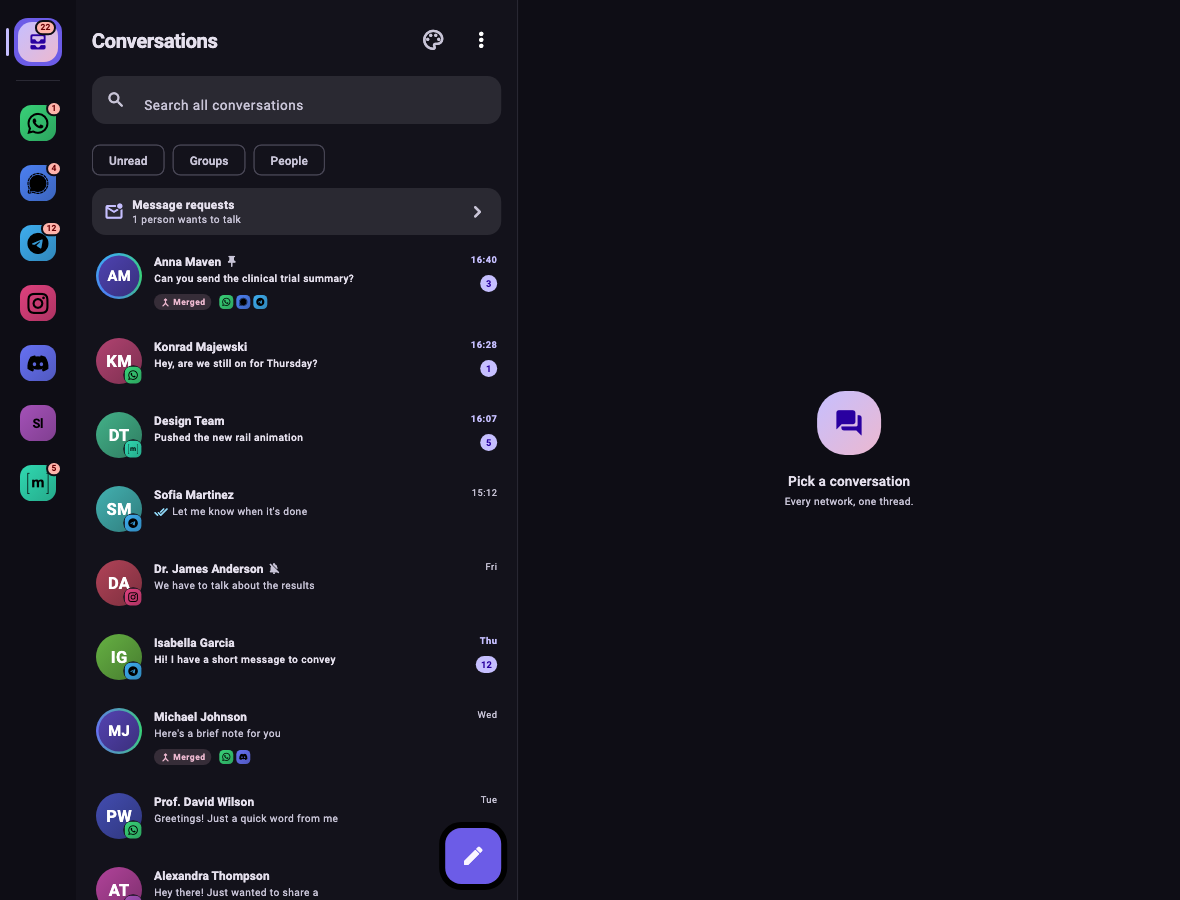 22
Conversations
Search all conversations
Unread
Groups
People
Message requests
1 person wants to talk
1
4
12
SI
[m]
5
AM
Anna Maven
16:40
Can you send the clinical trial summary?
3
Merged
KM
Konrad Majewski
16:28
Hey, are we still on for Thursday?
1
DT
[m]
Design Team
16:07
Pushed the new rail animation
5
SM
Sofia Martinez
15:12
Let me know when it's done
DA
Dr. James Anderson
Fri
We have to talk about the results
IG
Isabella Garcia
Thu
Hi! I have a short message to convey
12
MJ
Michael Johnson
Wed
Here's a brief note for you
Merged
PW
Prof. David Wilson
Tue
Greetings! Just a quick word from me
AT
Alexandra Thompson
Hey there! Just wanted to share a
Pick a conversation
Every network, one thread.